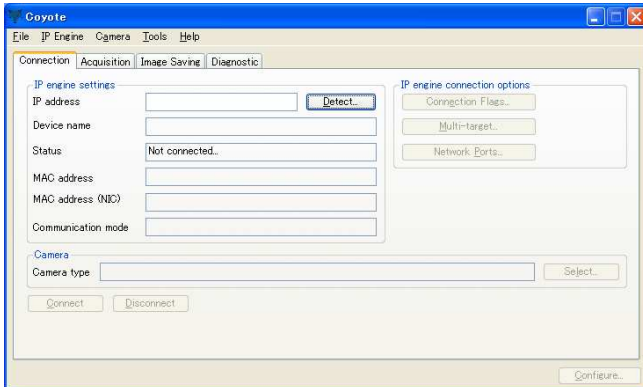 Coyote
File IP Engine Camera Tools Help
Connection Acquisition Image Saving Diagnostic
IP engine settings
IP address
Detect...
Device name
Status
Not connected...
MAC address
MAC address (NIC)
Communication mode
IP engine connection options
Connection Flags...
Multi-target...
Network Ports...
Camera
Camera type
Select...
Connect Disconnect
Configure...